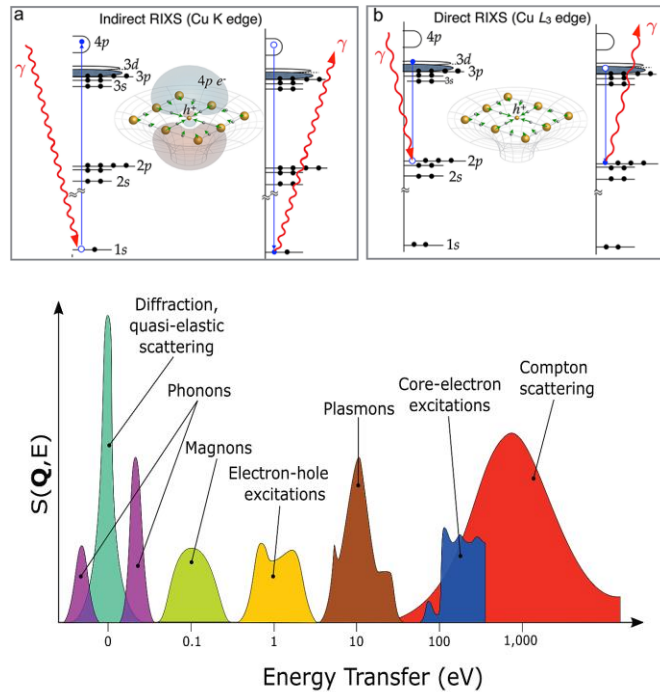 a
Indirect RIXS (Cu K edge)
4p
γ
3d
3p
3s
4p e-
h+
2p
2s
1s
γ
b
Direct RIXS (Cu L3 edge)
4p
γ
3d
3p
3s
h+
2p
2s
1s
γ
Diffraction,
quasi-elastic
scattering
Phonons
Magnons
Electron-hole
excitations
Plasmons
Core-electron
excitations
Compton
scattering
S(Q,E)
0
0.1
1
10
100
1,000
Energy Transfer (eV)